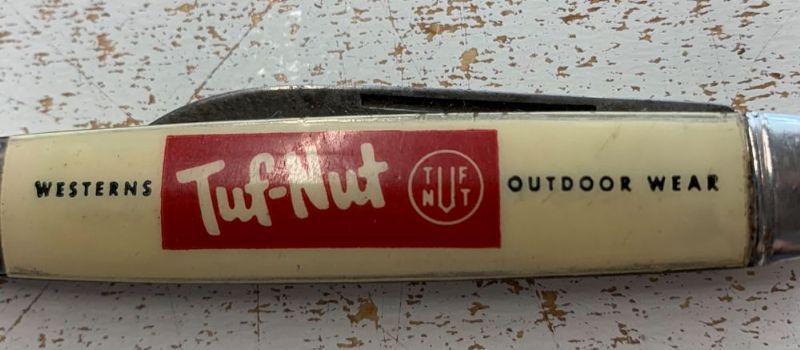 WESTERNS
Tuf-Nut
TUF
NUT
OUTDOOR WEAR